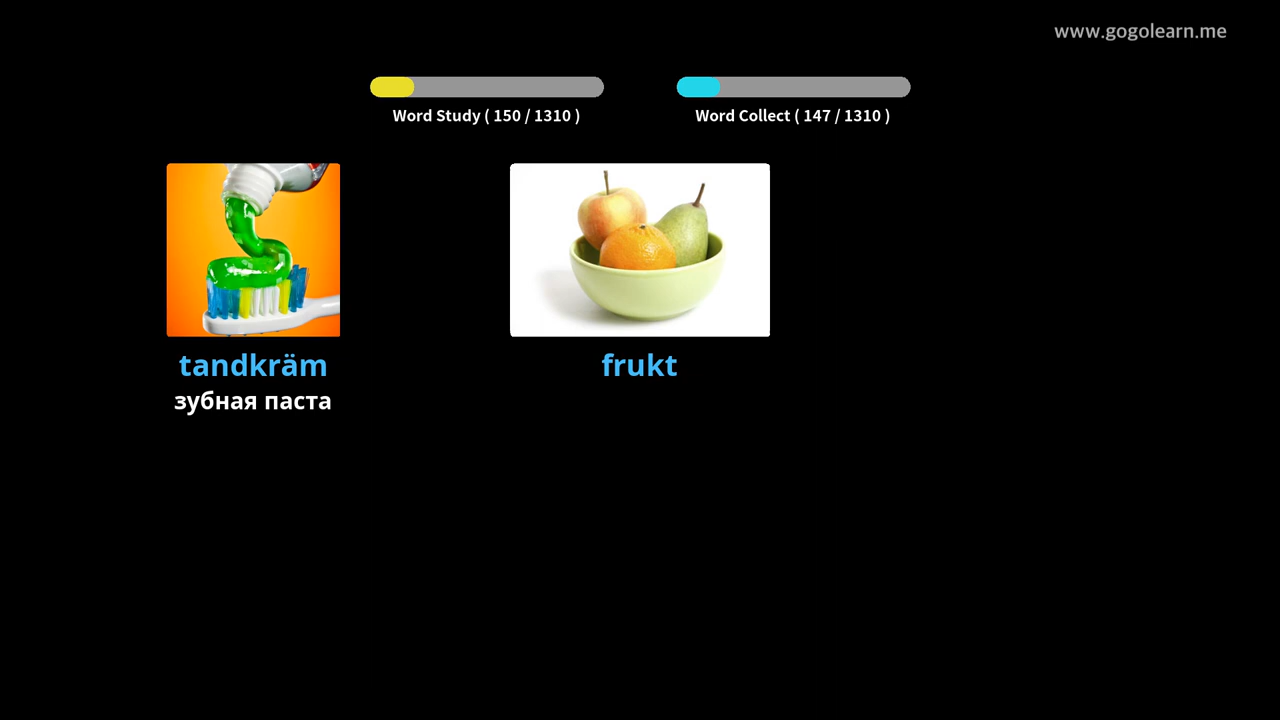 www.gogolearn.me
Word Study ( 150 / 1310 )
Word Collect ( 147 / 1310 )
tandkräm
зубная паста
frukt